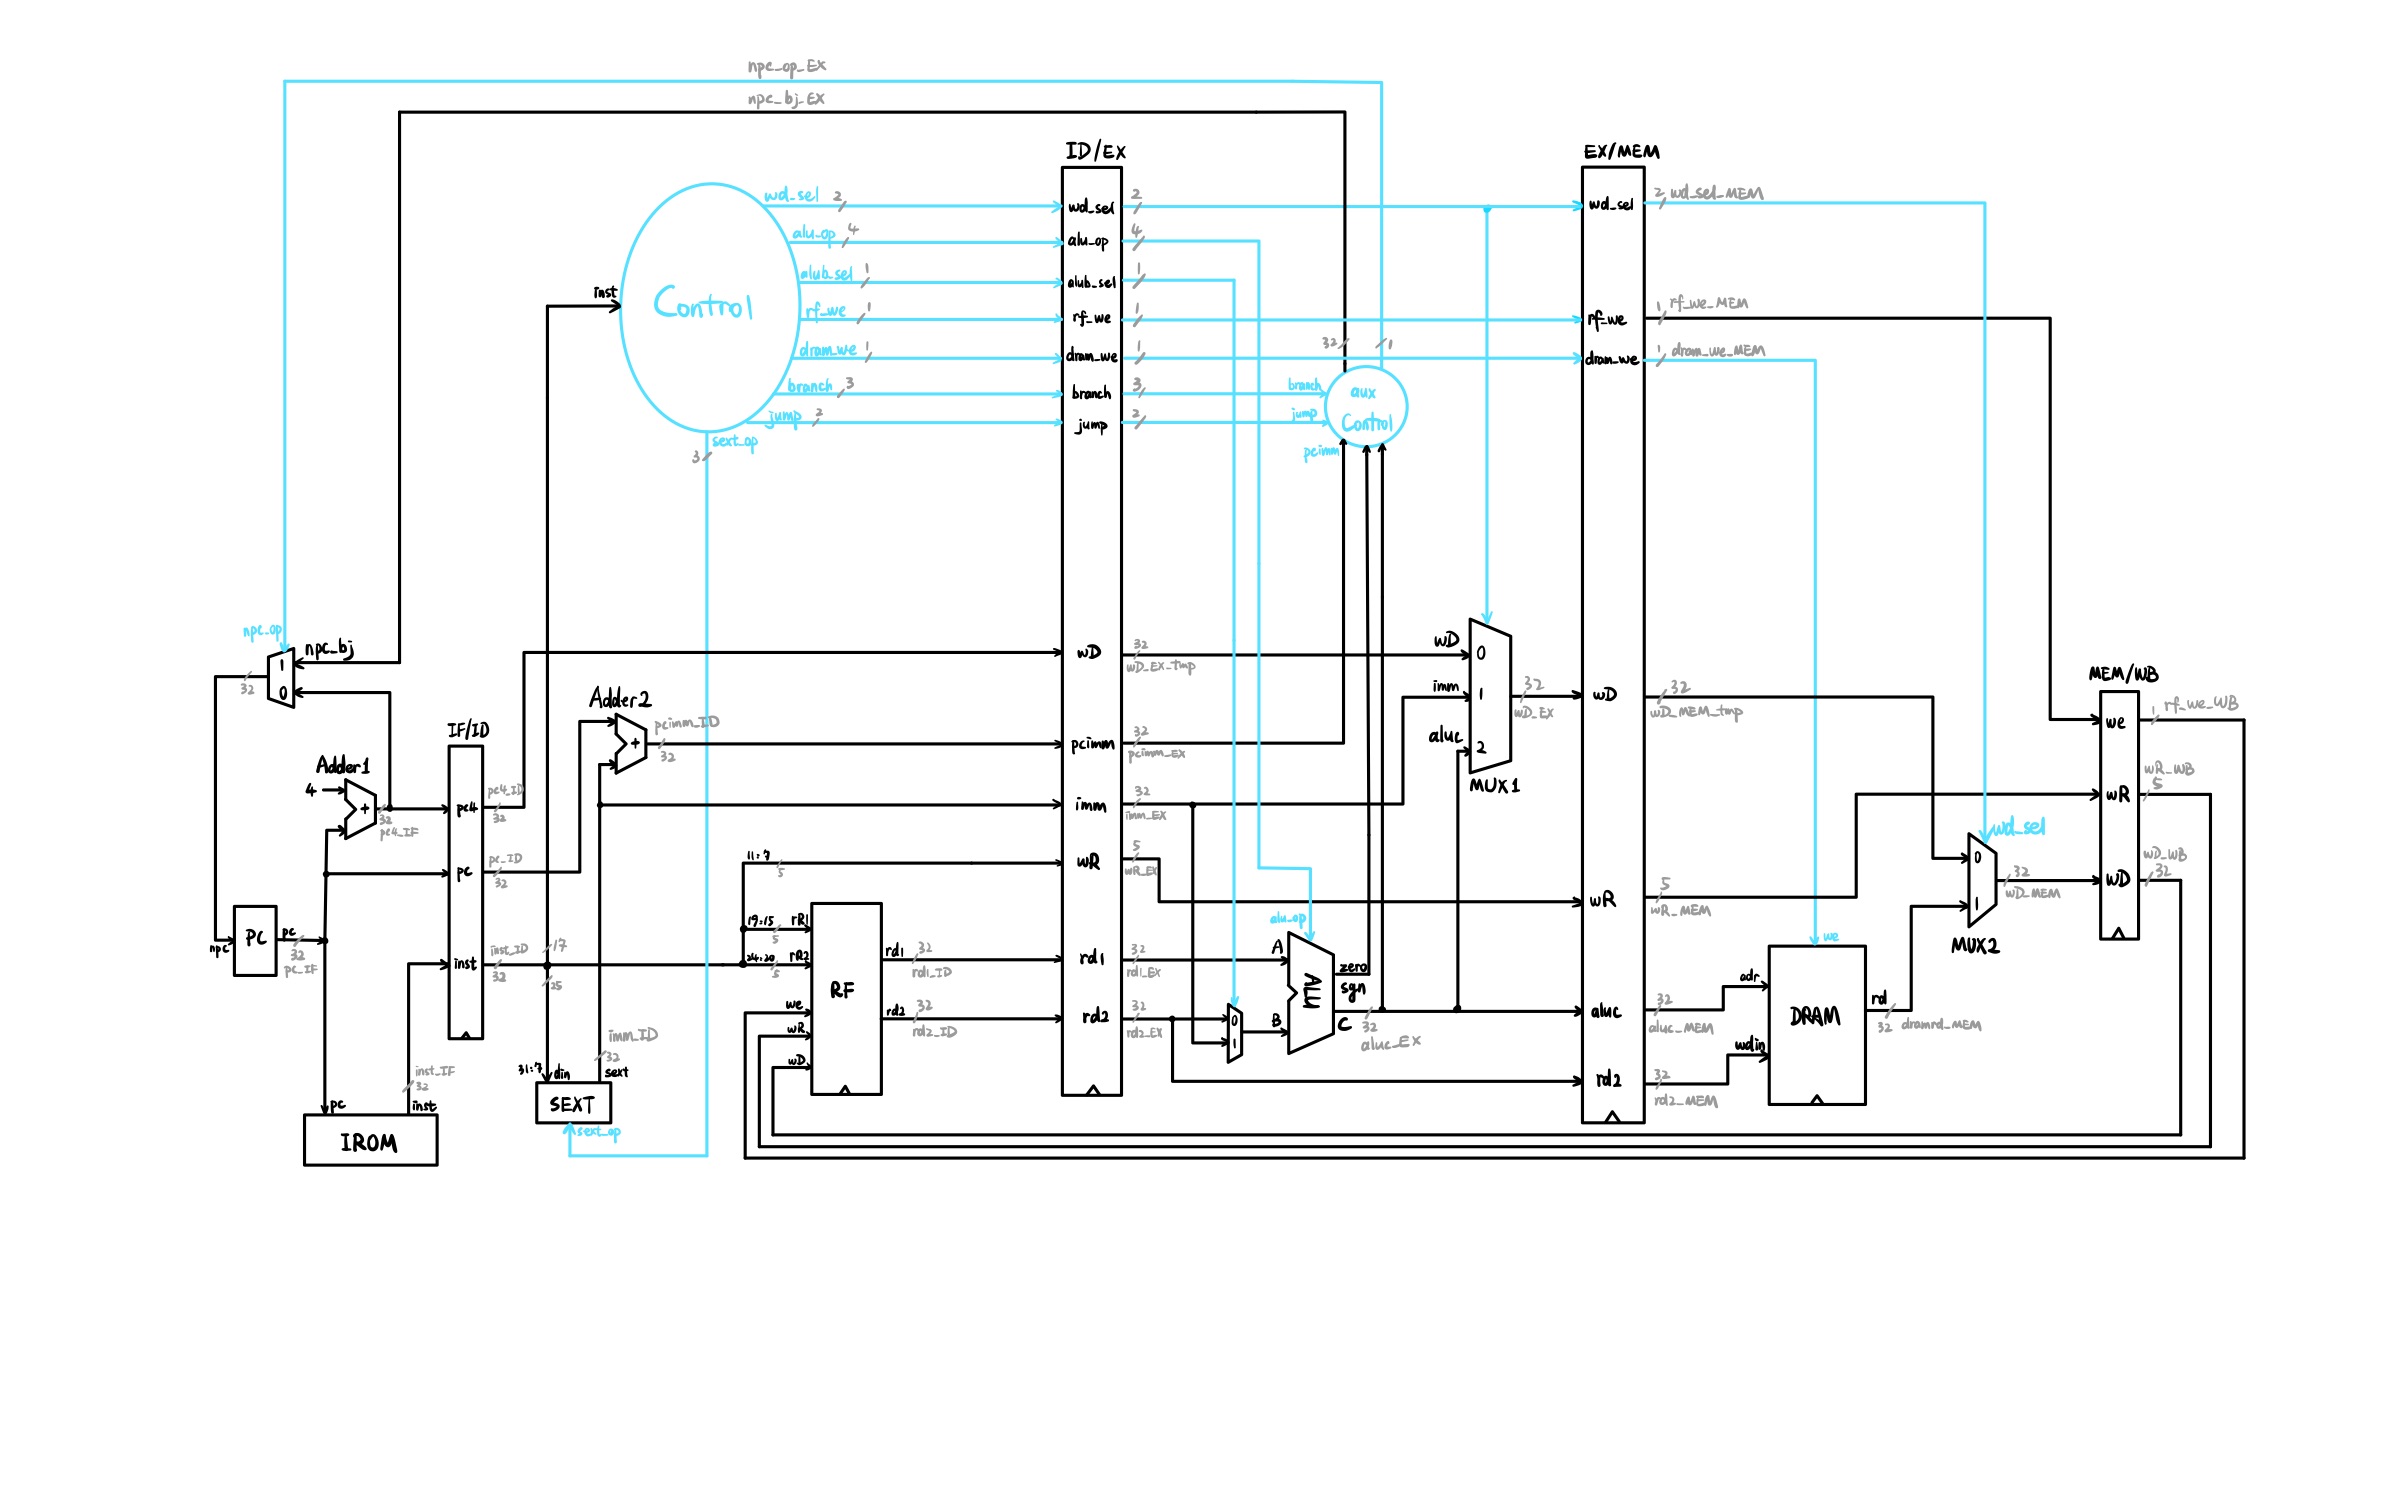 npc_op_EX
npc_bj_EX
ID/EX
EX/MEM
Control
inst
wd_sel 2
alu_op 4
alub_sel 1
rf_we 1
dram_we 1
branch 3
jump 2
sext_op
3
wd_sel
alu_op
alub_sel
rf_we
dram_we
branch
jump
2
4
1
1
1
3
2
branch
jump
pcimm
aux
Control
32
1
wd_sel
rf_we
dram_we
2 wd_sel_MEM
1 rf_we_MEM
1 dram_we_MEM
npc_op
npc_bj
1
0
32
Adder1
4
+
32
pc4_IF
npc
PC
pc
32
pc_IF
IF/ID
pc4
pc
inst
pc4_ID
32
pc_ID
32
inst_ID
32
17
25
inst_IF
32
pc
inst
IROM
Adder2
+
pcimm_ID
32
imm_ID
32
31:7
din
sext
SEXT
sext_op
11:7
5
19:15
5
24:20
5
rR1
rR2
we
wR
wD
RF
rd1
32
rd1_ID
rd2
32
rd2_ID
wD
pcimm
imm
wR
rd1
rd2
32
wD_EX_tmp
32
pcimm_EX
32
imm_EX
5
wR_EX
32
rd1_EX
32
rd2_EX
0
1
alu_op
A
B
ALU
zero
sgn
C
32
aluc_EX
wD
imm
aluc
0
1
2
MUX1
32
wD_EX
wD
wR
aluc
rd2
32
wD_MEM_tmp
5
wR_MEM
32
aluc_MEM
32
rd2_MEM
we
adr
wdin
DRAM
rd
32
dramrd_MEM
wd_sel
0
1
MUX2
32
wD_MEM
MEM/WB
we
wR
wD
1
rf_we_WB
wR_WB
5
wD_WB
32